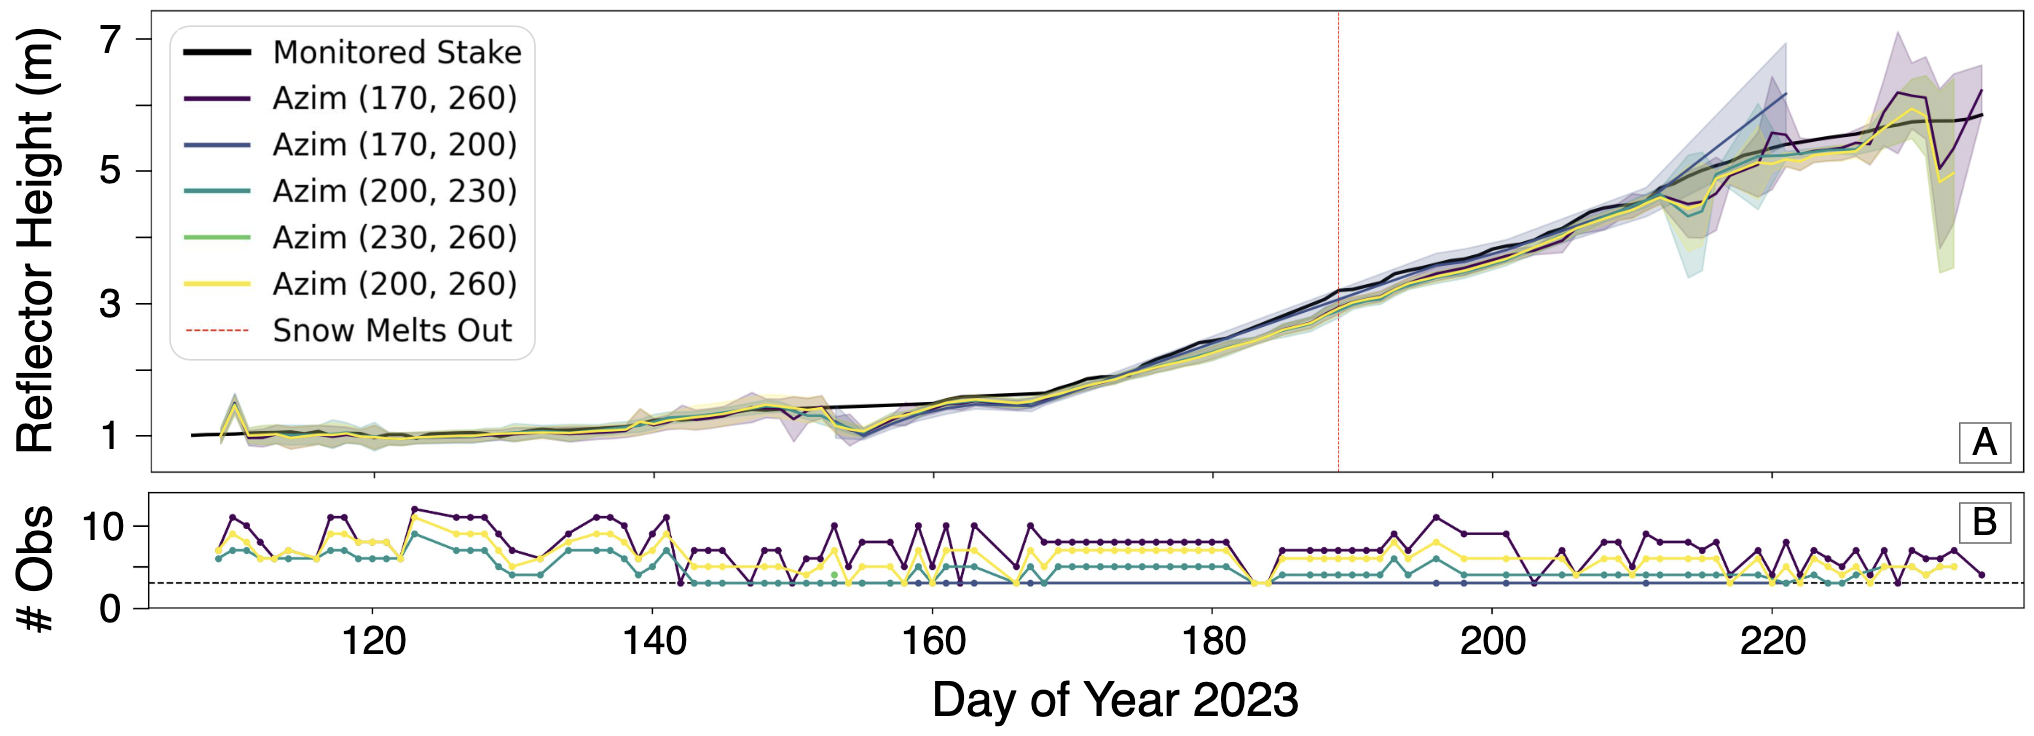 Reflector Height (m)
7
5
3
1
Monitored Stake
Azim (170, 260)
Azim (170, 200)
Azim (200, 230)
Azim (230, 260)
Azim (200, 260)
Snow Melts Out
A
# Obs
10
0
B
120 140 160 180 200 220
Day of Year 2023